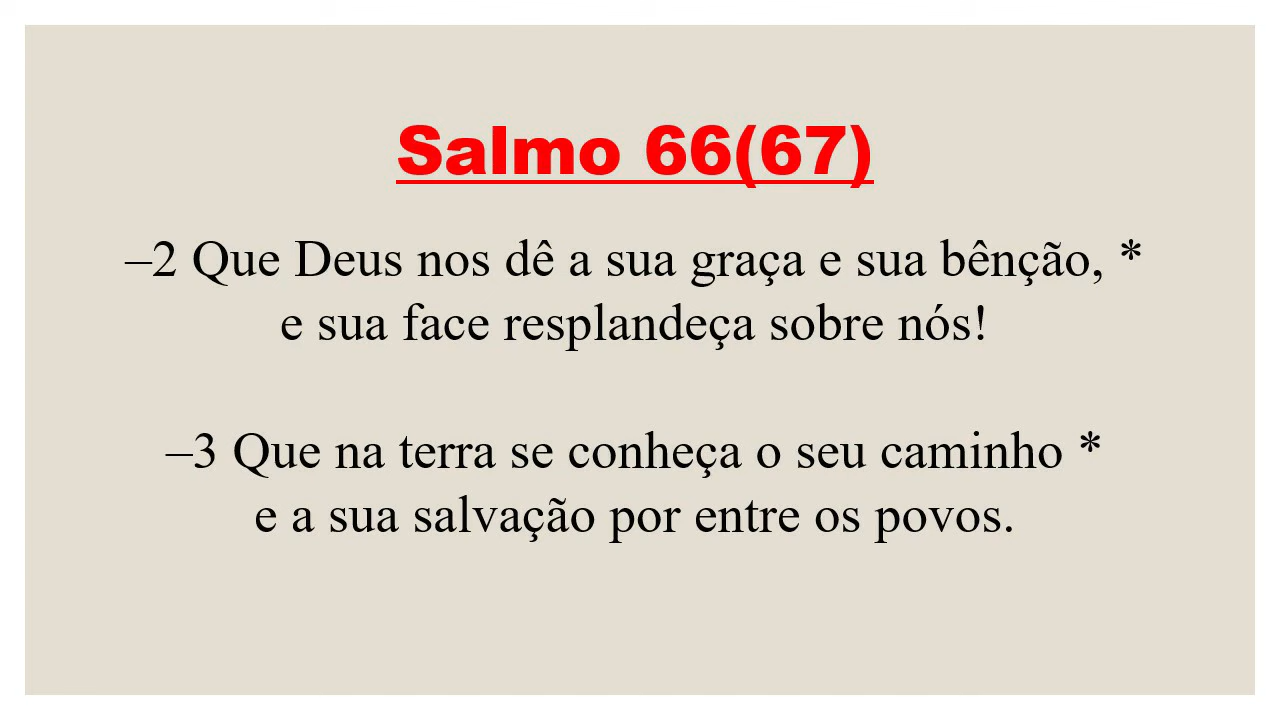 Salmo 66(67)
–2 Que Deus nos dê a sua graça e sua bênção, *
e sua face resplandeça sobre nós!
–3 Que na terra se conheça o seu caminho *
e a sua salvação por entre os povos.